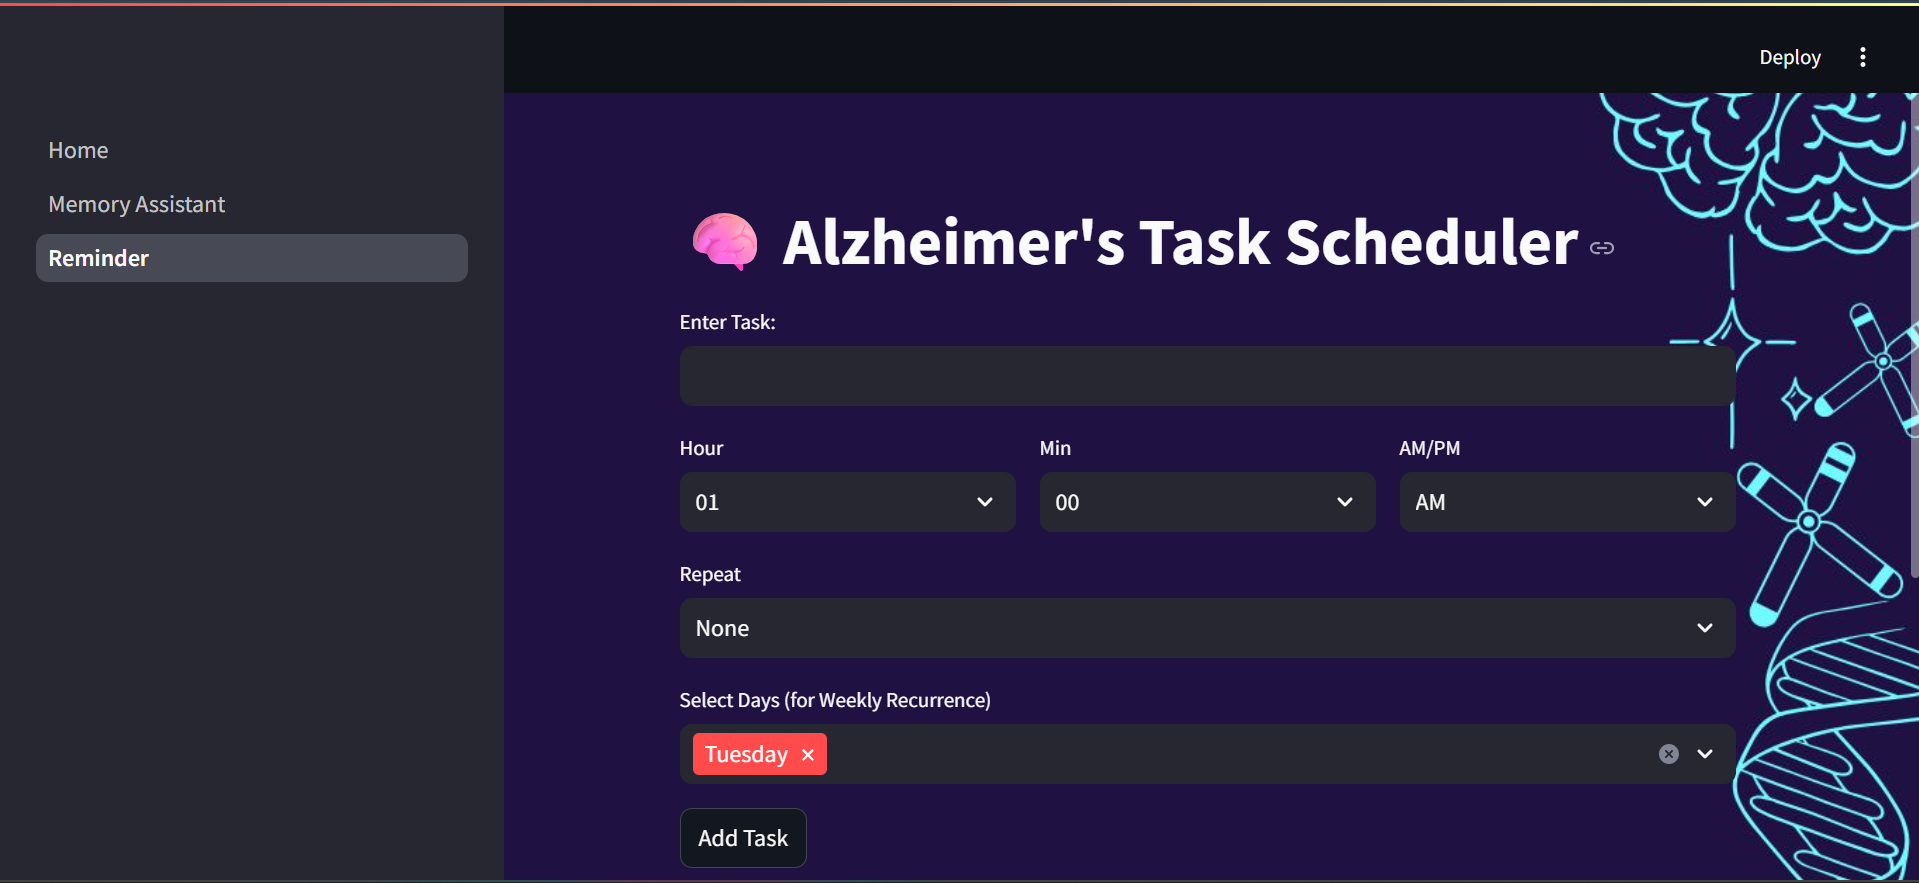 Deploy
Home
Memory Assistant
Reminder
Alzheimer's Task Scheduler
Enter Task:
Hour
Min
AM/PM
01
00
AM
Repeat
None
Select Days (for Weekly Recurrence)
Tuesday
Add Task